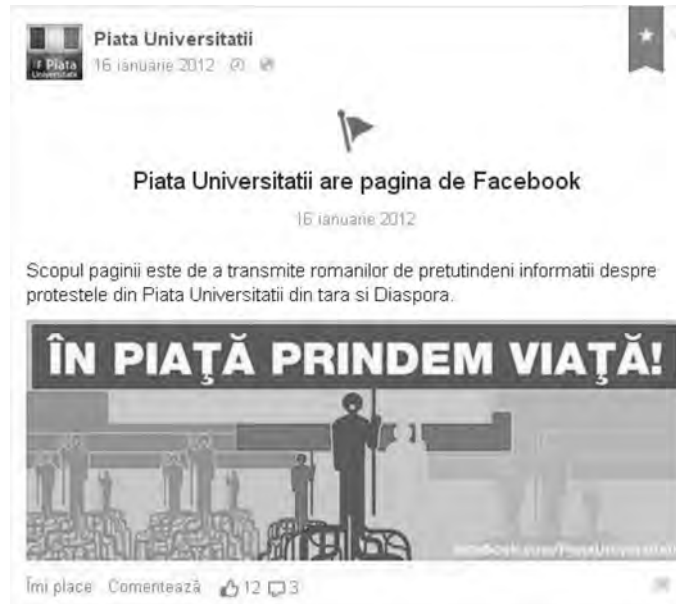 Piata Universitatii
16 ianuarie 2012
Piata
Universitatii
Piata Universitatii are pagina de Facebook
16 ianuarie 2012
Scopul paginii este de a transmite romanilor de pretutindeni informatii despre
protestele din Piata Universitatii din tara si Diaspora.
ÎN PIAŢĂ PRINDEM VIAŢĂ!
Îmi place Comentează 12 3